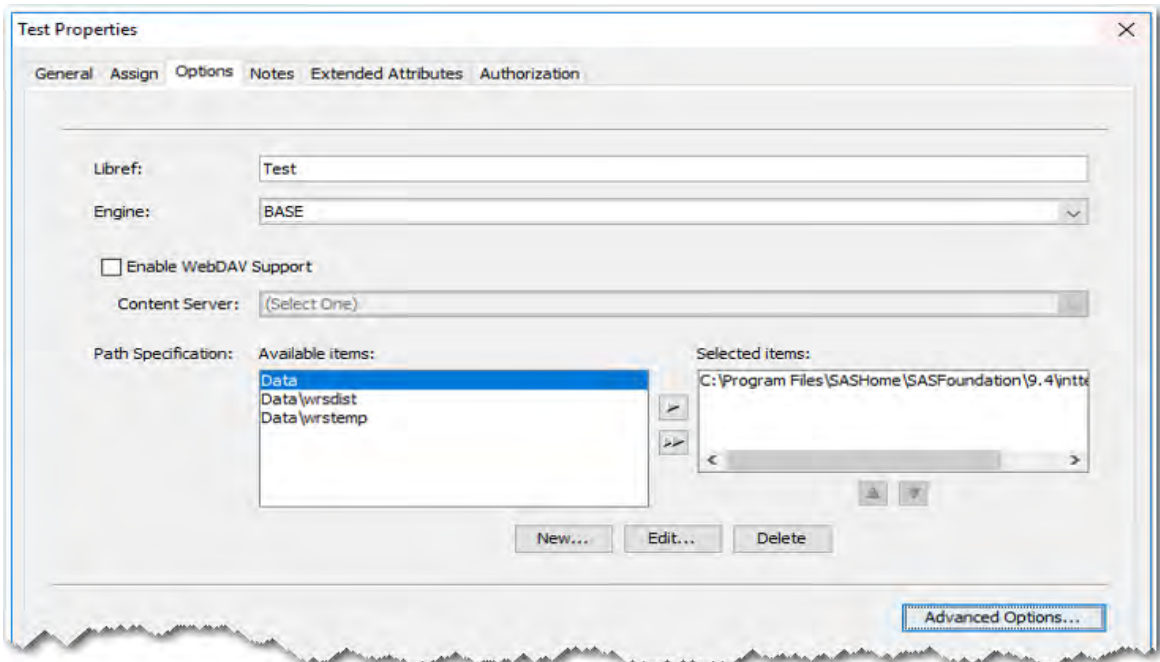 Test Properties
General Assign Options Notes Extended Attributes Authorization
Libref: Test
Engine: BASE
Enable WebDAV Support
Content Server: (Select One)
Path Specification: Available items: Selected items:
Data C:\Program Files\SASHome\SASFoundation\9.4\intte
Data\wrsdist
Data\wrstemp
New... Edit... Delete
Advanced Options...